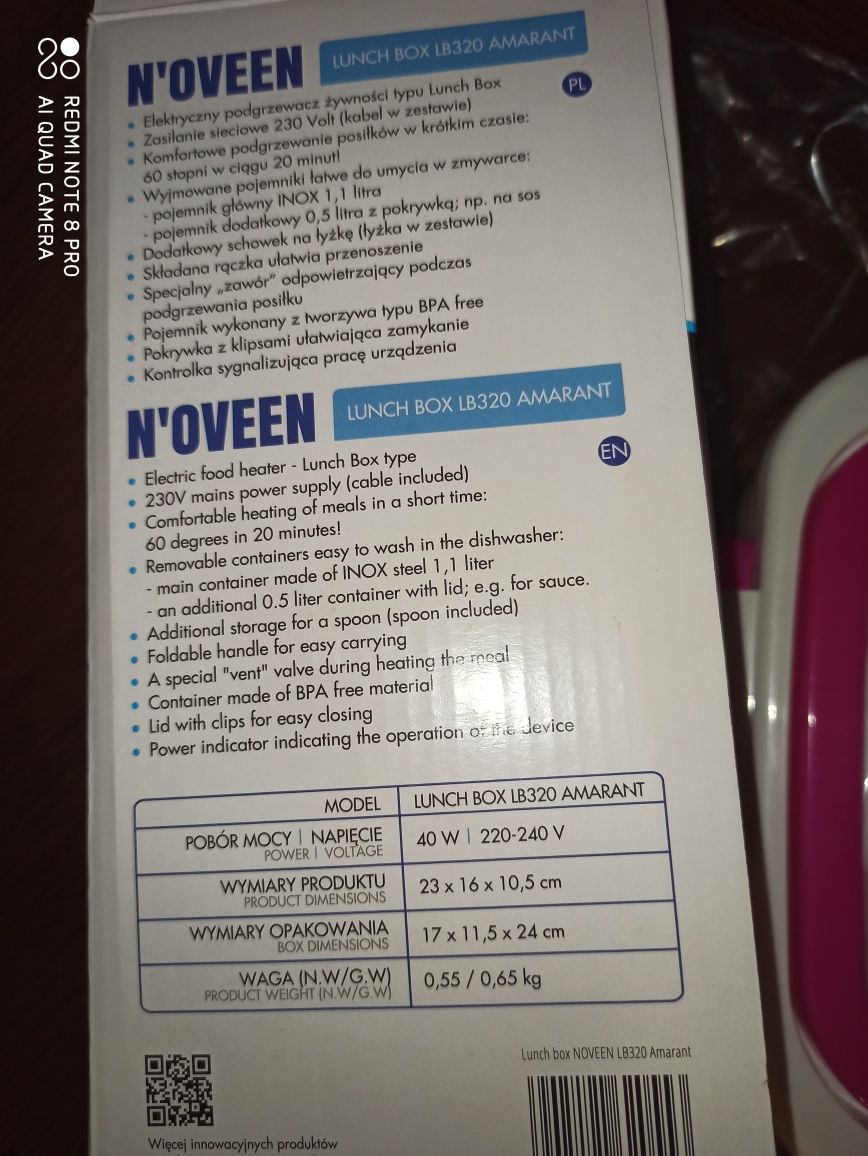 REDMI NOTE 8 PRO
AI QUAD CAMERA
N'OVEEN
LUNCH BOX LB320 AMARANT
PL
• Elektryczny podgrzewacz żywności typu Lunch Box
• Zasilanie sieciowe 230 Volt (kabel w zestawie)
• Komfortowe podgrzewanie posiłków w krótkim czasie:
60 stopni w ciągu 20 minut!
• Wyjmowane pojemniki łatwe do umycia w zmywarce:
- pojemnik główny INOX 1,1 litra
- pojemnik dodatkowy 0,5 litra z pokrywką; np. na sos
• Dodatkowy schowek na łyżkę (łyżka w zestawie)
• Składana rączka ułatwia przenoszenie
• Specjalny „zawór” odpowietrzający podczas
podgrzewania posiłku
• Pojemnik wykonany z tworzywa typu BPA free
• Pokrywka z klipsami ułatwiająca zamykanie
• Kontrolka sygnalizująca pracę urządzenia
N'OVEEN
LUNCH BOX LB320 AMARANT
EN
• Electric food heater - Lunch Box type
• 230V mains power supply (cable included)
• Comfortable heating of meals in a short time:
60 degrees in 20 minutes!
• Removable containers easy to wash in the dishwasher:
- main container made of INOX steel 1,1 liter
- an additional 0.5 liter container with lid; e.g. for sauce.
• Additional storage for a spoon (spoon included)
• Foldable handle for easy carrying
• A special "vent" valve during heating the meal
• Container made of BPA free material
• Lid with clips for easy closing
• Power indicator indicating the operation of the device
MODEL LUNCH BOX LB320 AMARANT
POBÓR MOCY | NAPIĘCIE 40 W | 220-240 V
POWER | VOLTAGE
WYMIARY PRODUKTU 23 x 16 x 10,5 cm
PRODUCT DIMENSIONS
WYMIARY OPAKOWANIA 17 x 11,5 x 24 cm
BOX DIMENSIONS
WAGA (N.W/G.W) 0,55 / 0,65 kg
PRODUCT WEIGHT (N.W/G.W)
Lunch box NOVEEN LB320 Amarant
Więcej innowacyjnych produktów